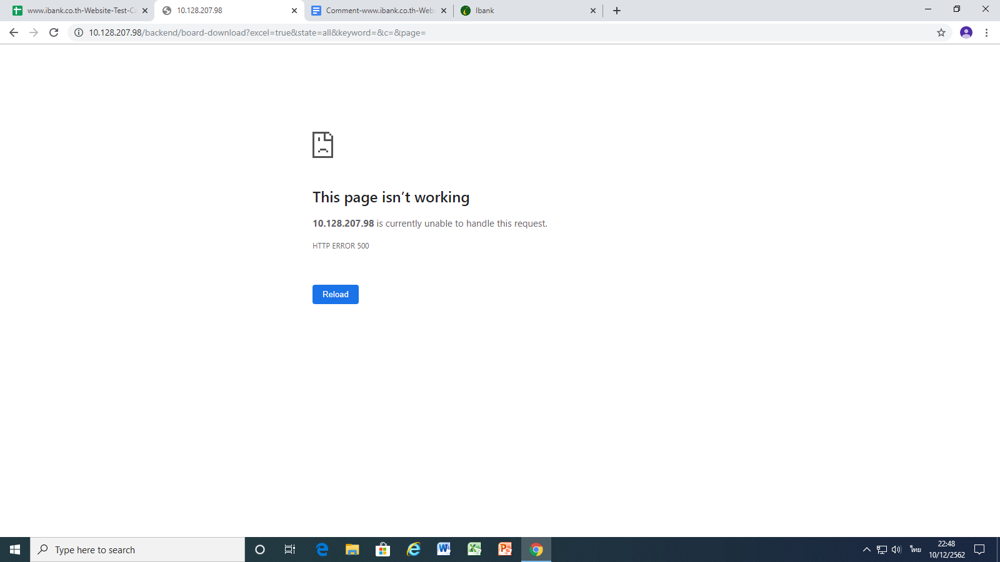 www.ibank.co.th-Website-Test-Ca
10.128.207.98
Comment-www.ibank.co.th-Webs
Ibank
10.128.207.98/backend/board-download?excel=true&state=all&keyword=&c=&page=
This page isn’t working
10.128.207.98 is currently unable to handle this request.
HTTP ERROR 500
Reload
Type here to search
ไทย
22:48
10/12/2562